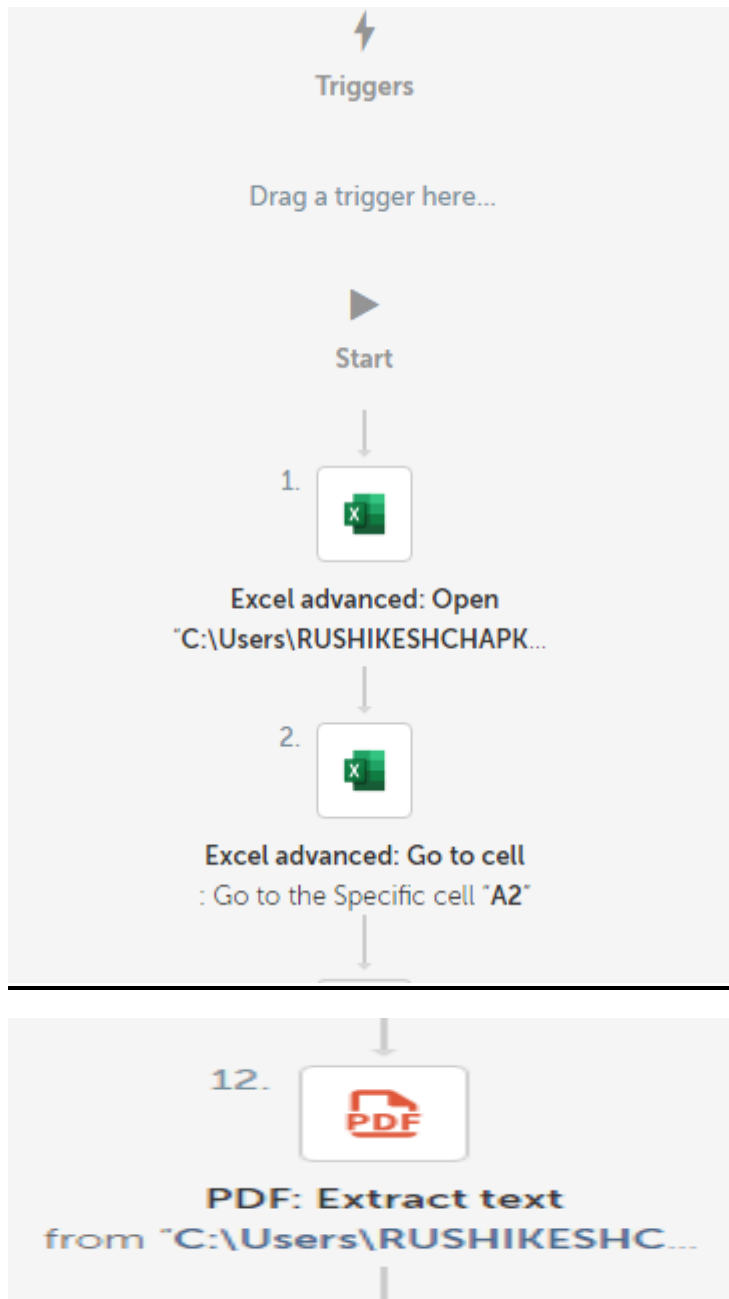 Triggers
Drag a trigger here...
Start
1.
X
Excel advanced: Open
"C:\Users\RUSHIKESHCHAPK...
2.
X
Excel advanced: Go to cell
: Go to the Specific cell "A2"
12.
PDF
PDF: Extract text
from "C:\Users\RUSHIKESHC...